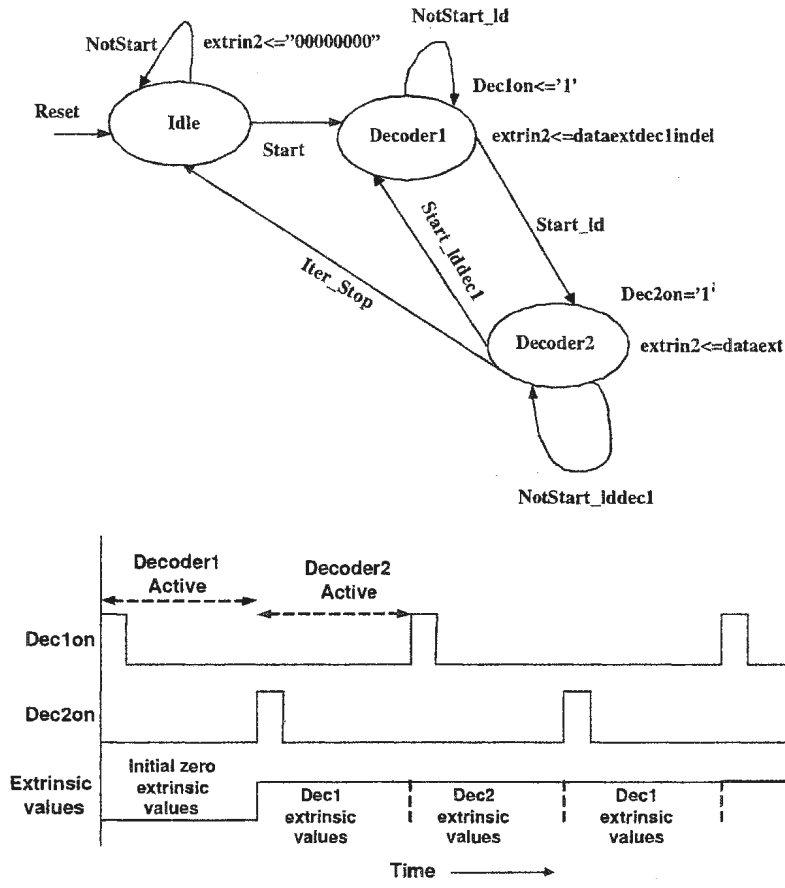 NotStart_ld
NotStart
extrin2<="00000000"
Dec1on<='1'
Reset
Idle
Decoder1
Start
extrin2<=dataextdec1indel
Start_lddec1
Start_ld
Iter_Stop
Dec2on='1'
Decoder2
extrin2<=dataext
NotStart_lddec1
Decoder1
Active
Decoder2
Active
Dec1on
Dec2on
Extrinsic
values
Initial zero
extrinsic
values
Dec1
extrinsic
values
Dec2
extrinsic values
Dec1
extrinsic
values
Time